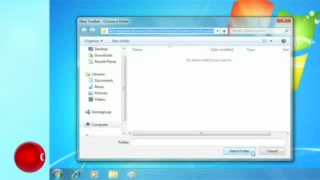 New Toolbar - Choose a folder
Organize
New folder
Name
Date modified
Type
Desktop
Downloads
Recent Places
No items match your search.
Libraries
Documents
Music
Pictures
Videos
Homegroup
Computer
Folder:
Select Folder
Cancel